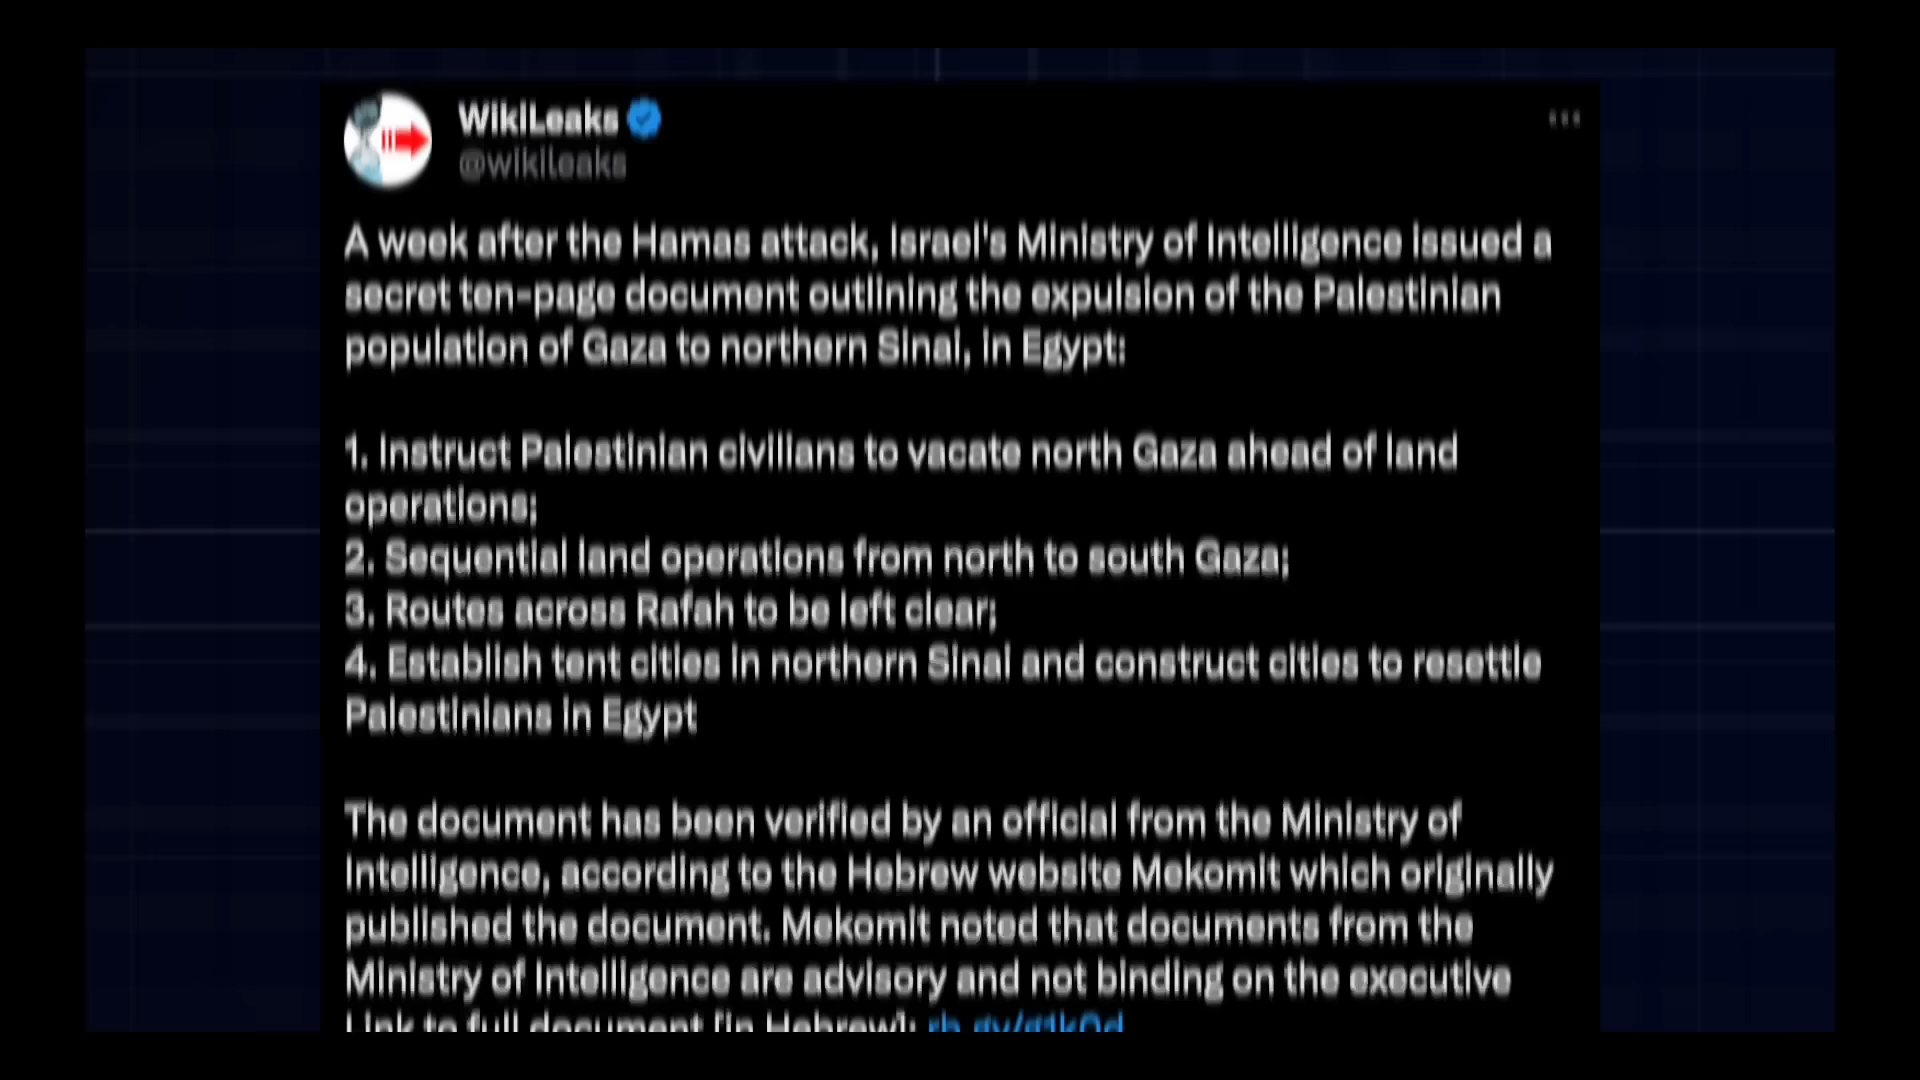 WikiLeaks
@wikileaks
A week after the Hamas attack, Israel's Ministry of Intelligence issued a
secret ten-page document outlining the expulsion of the Palestinian
population of Gaza to northern Sinai, in Egypt:
1. Instruct Palestinian civilians to vacate north Gaza ahead of land
operations;
2. Sequential land operations from north to south Gaza;
3. Routes across Rafah to be left clear;
4. Establish tent cities in northern Sinai and construct cities to resettle
Palestinians in Egypt
The document has been verified by an official from the Ministry of
Intelligence, according to the Hebrew website Mekomit which originally
published the document. Mekomit noted that documents from the
Ministry of Intelligence are advisory and not binding on the executive
Link to full document [in Hebrew]: